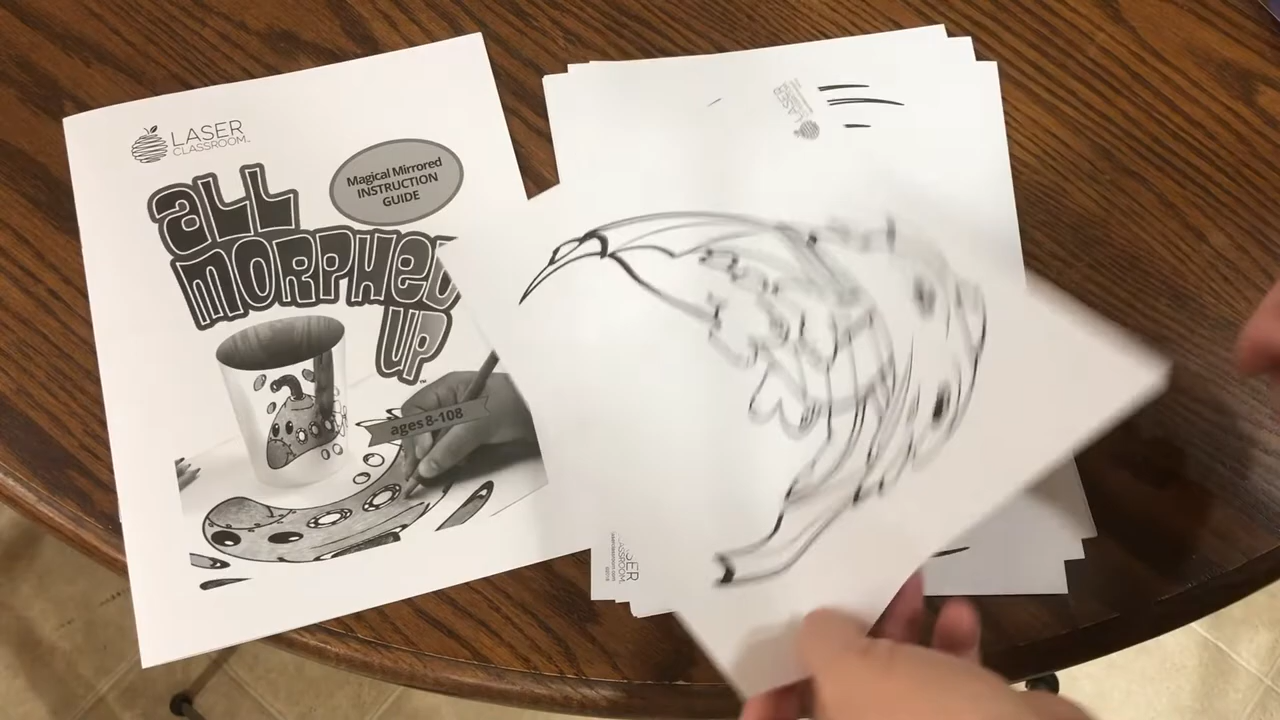 LASER
CLASSROOM
Magical Mirrored
INSTRUCTION
GUIDE
ALL
MORPHED
UP
ages 8-108